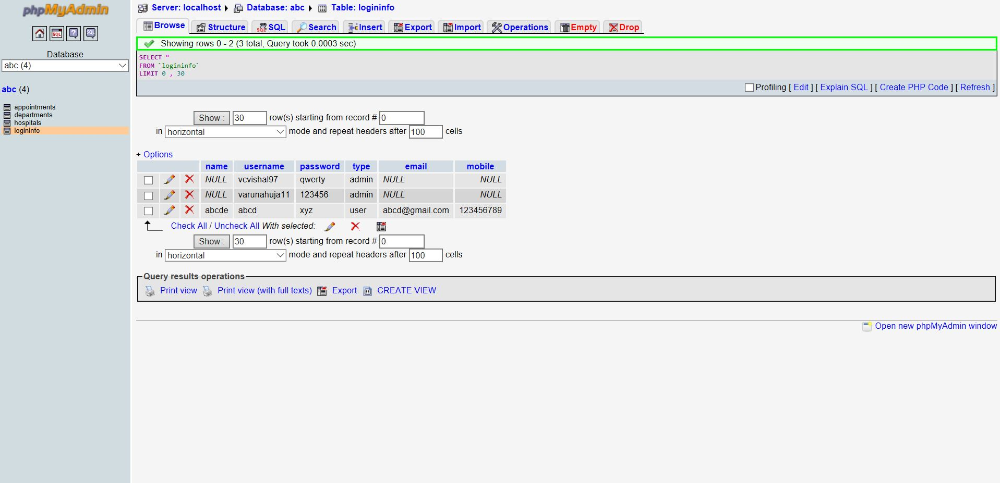 phpMyAdmin
Database
abc (4)
abc (4)
appointments
departments
hospitals
logininfo
Server: localhost Database: abc Table: logininfo
Browse Structure SQL Search Insert Export Import Operations Empty Drop
Showing rows 0 - 2 (3 total, Query took 0.0003 sec)
SELECT *
FROM `logininfo`
LIMIT 0 , 30
Profiling [ Edit ] [ Explain SQL ] [ Create PHP Code ] [ Refresh ]
Show : 30 row(s) starting from record # 0
in horizontal mode and repeat headers after 100 cells
+ Options
name username password type email mobile
NULL vcvishal97 qwerty admin NULL NULL
NULL varunahuja11 123456 admin NULL NULL
abcde abcd xyz user abcd@gmail.com 123456789
Check All / Uncheck All With selected:
Show : 30 row(s) starting from record # 0
in horizontal mode and repeat headers after 100 cells
Query results operations
Print view Print view (with full texts) Export CREATE VIEW
Open new phpMyAdmin window